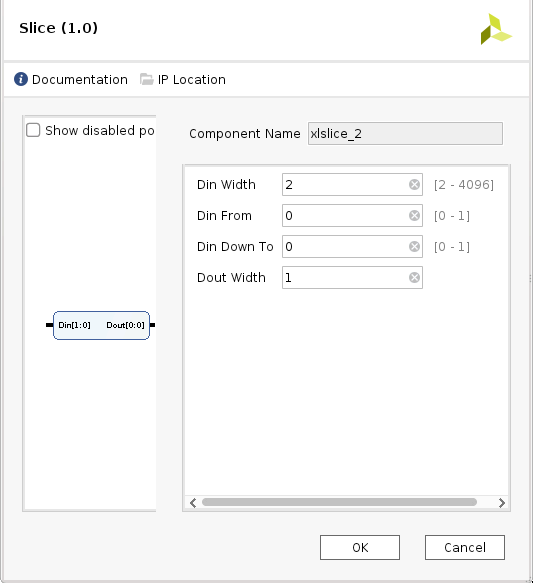 Slice (1.0)
Documentation IP Location
Show disabled po
Component Name xlslice_2
Din Width 2 [2 - 4096]
Din From 0 [0 - 1]
Din Down To 0 [0 - 1]
Dout Width 1
Din[1:0] Dout[0:0]
OK Cancel